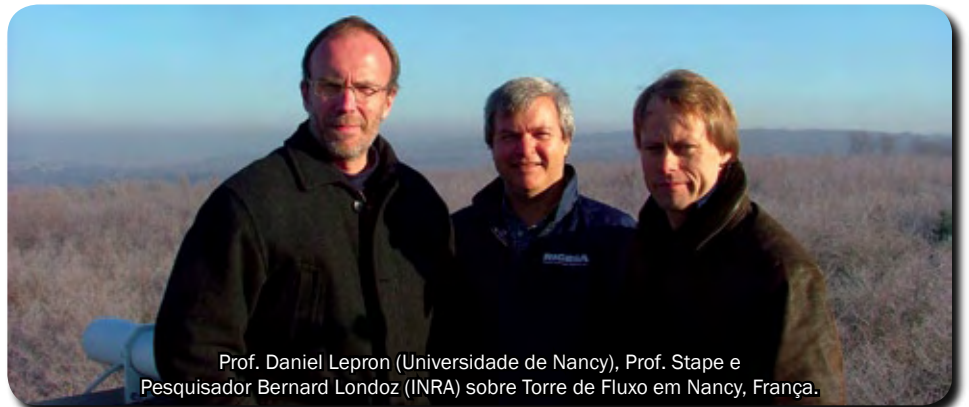 RIGESA
Prof. Daniel Lepron (Universidade de Nancy), Prof. Stape e
Pesquisador Bernard Londoz (INRA) sobre Torre de Fluxo em Nancy, França.